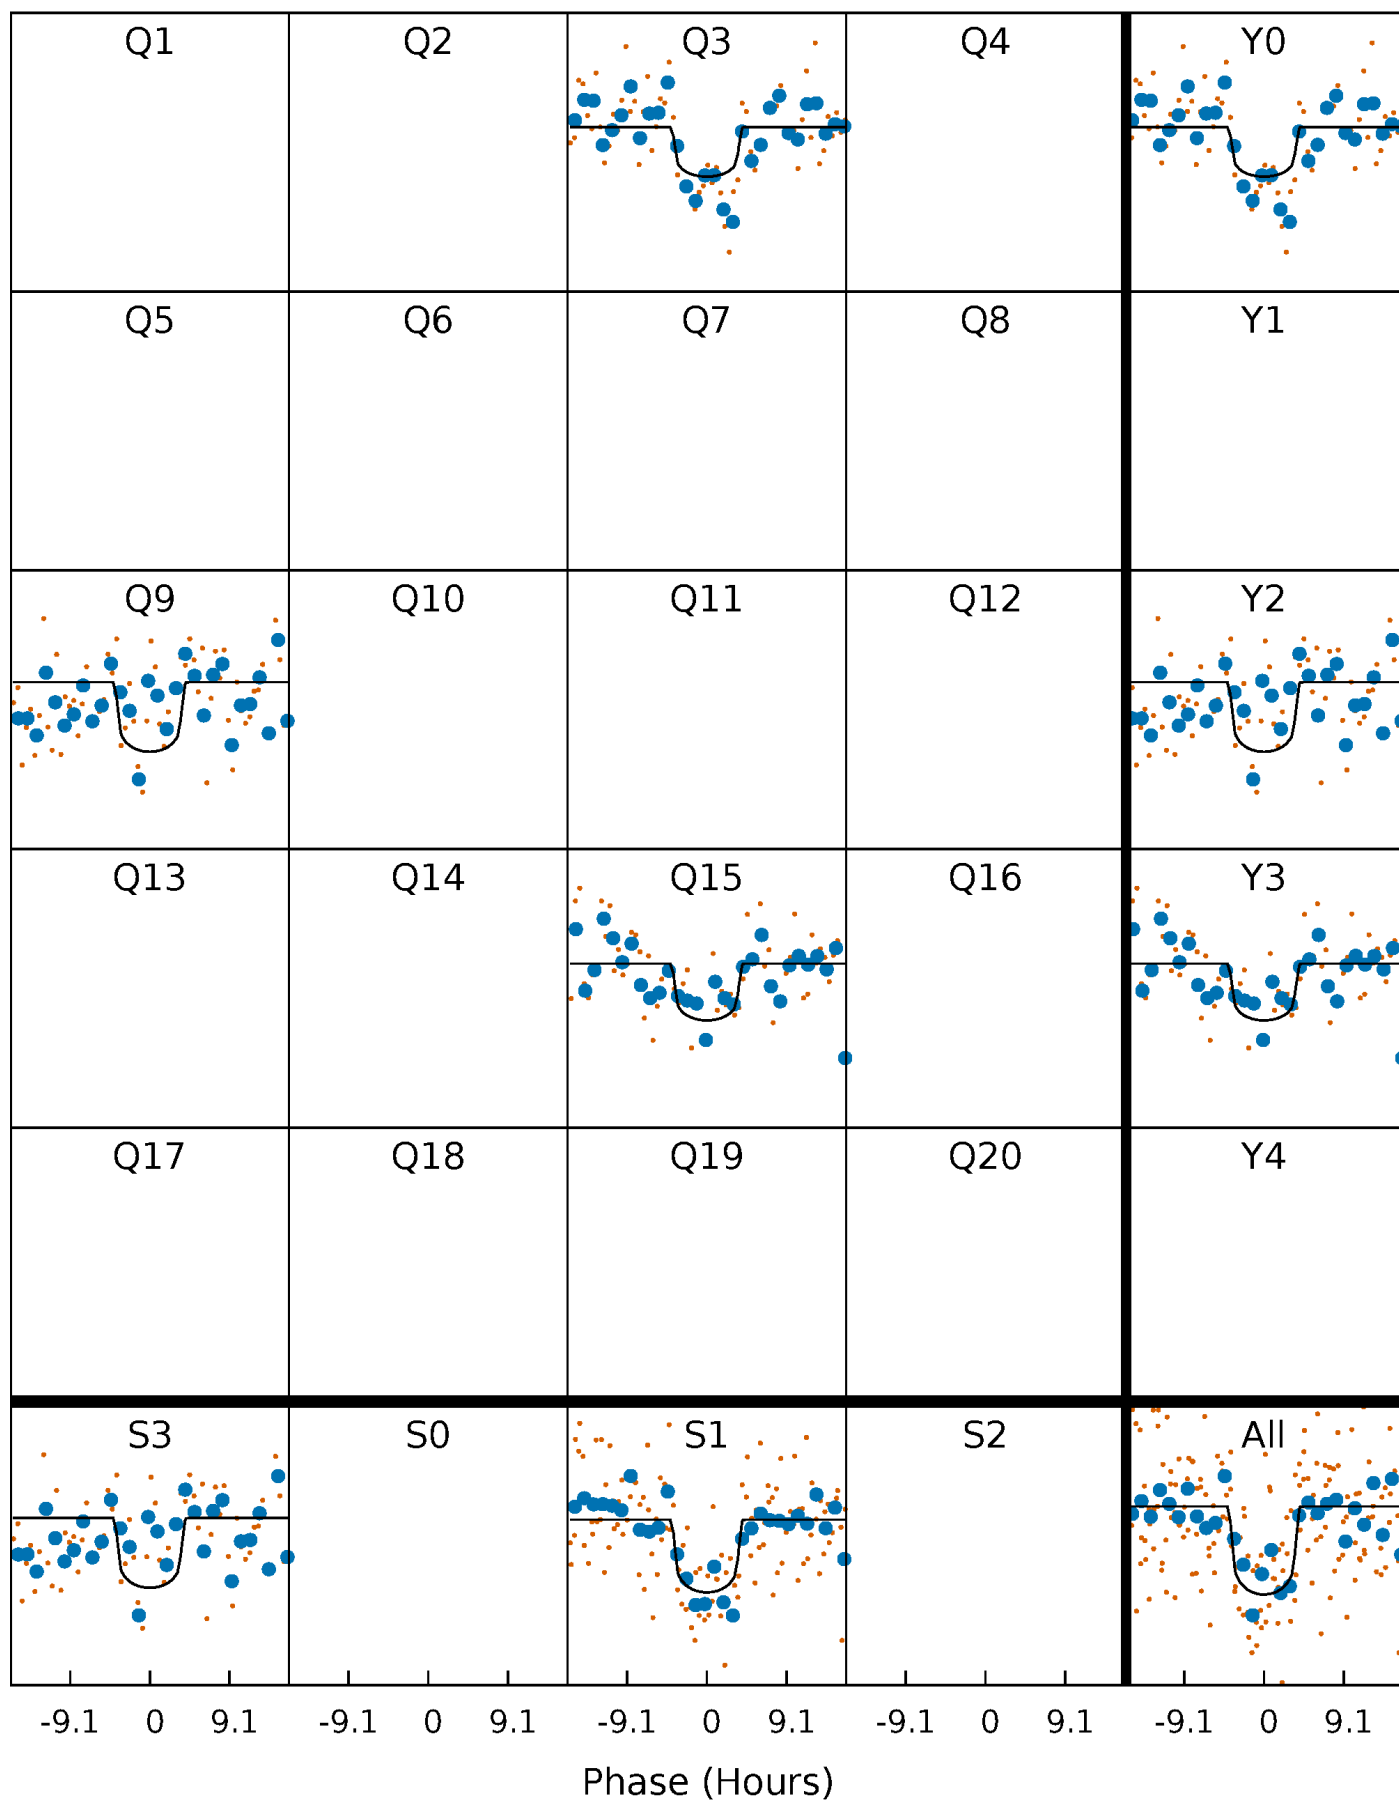 Q1 Q2 Q3 Q4 Y0
Q5 Q6 Q7 Q8 Y1
Q9 Q10 Q11 Q12 Y2
Q13 Q14 Q15 Q16 Y3
Q17 Q18 Q19 Q20 Y4
S3 S0 S1 S2 All
-9.1 0 9.1 -9.1 0 9.1 -9.1 0 9.1 -9.1 0 9.1 -9.1 0 9.1
Phase (Hours)